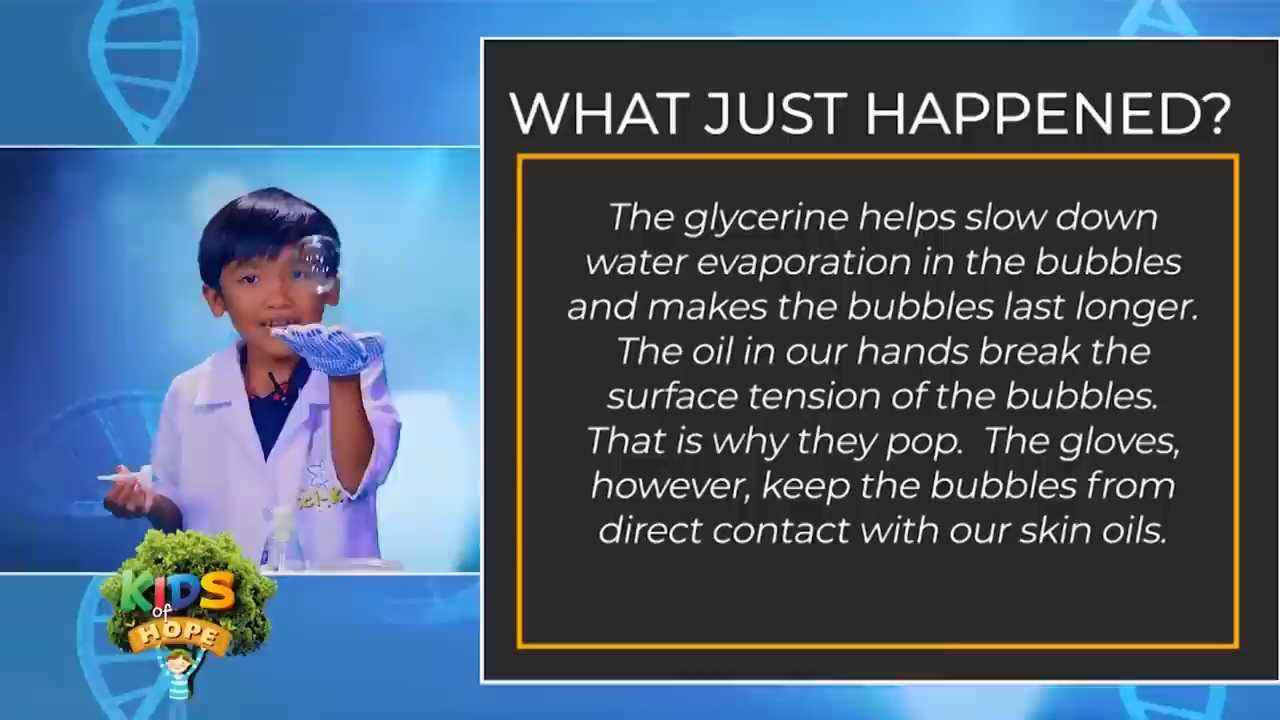 WHAT JUST HAPPENED?
The glycerine helps slow down
water evaporation in the bubbles
and makes the bubbles last longer.
The oil in our hands break the
surface tension of the bubbles.
That is why they pop. The gloves,
however, keep the bubbles from
direct contact with our skin oils.
KIDS
of
HOPE